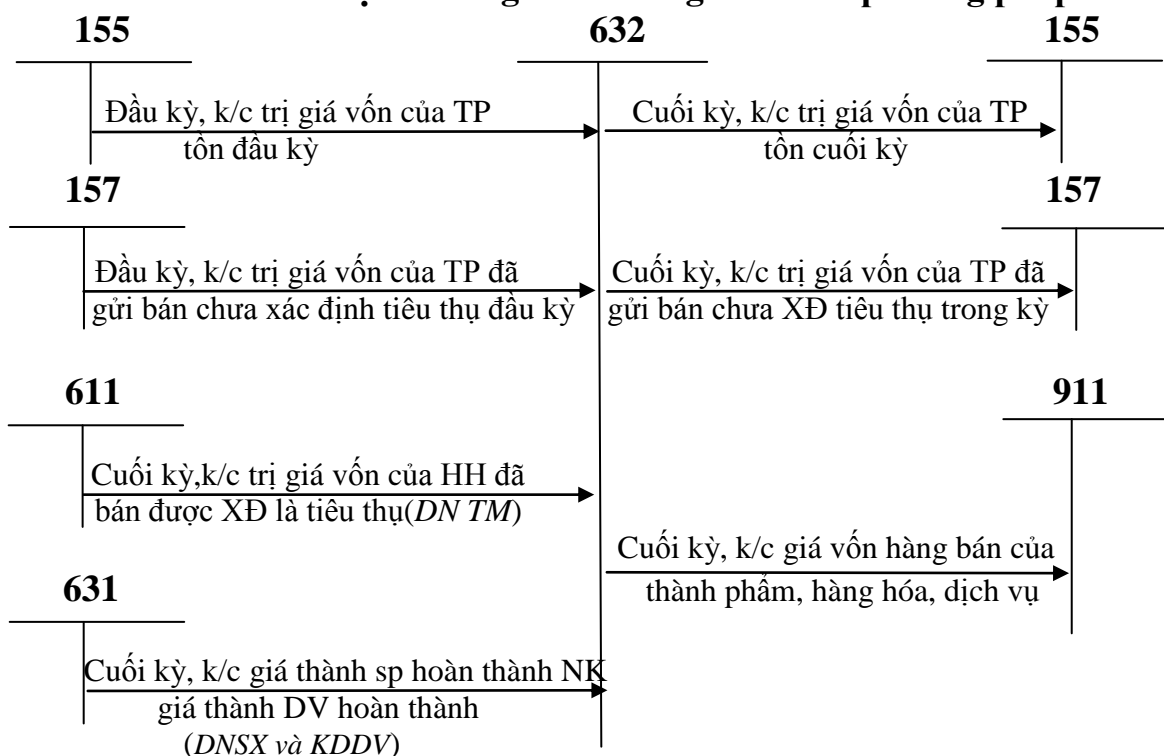 155 632 155
Đầu kỳ, k/c trị giá vốn của TP
tồn đầu kỳ
Cuối kỳ, k/c trị giá vốn của TP
tồn cuối kỳ
157 157
Đầu kỳ, k/c trị giá vốn của TP đã
gửi bán chưa xác định tiêu thụ đầu kỳ
Cuối kỳ, k/c trị giá vốn của TP đã
gửi bán chưa XĐ tiêu thụ trong kỳ
611 911
Cuối kỳ,k/c trị giá vốn của HH đã
bán được XĐ là tiêu thụ(DN TM)
Cuối kỳ, k/c giá vốn hàng bán của
thành phẩm, hàng hóa, dịch vụ
631
Cuối kỳ, k/c giá thành sp hoàn thành NK
giá thành DV hoàn thành
(DNSX và KDDV)